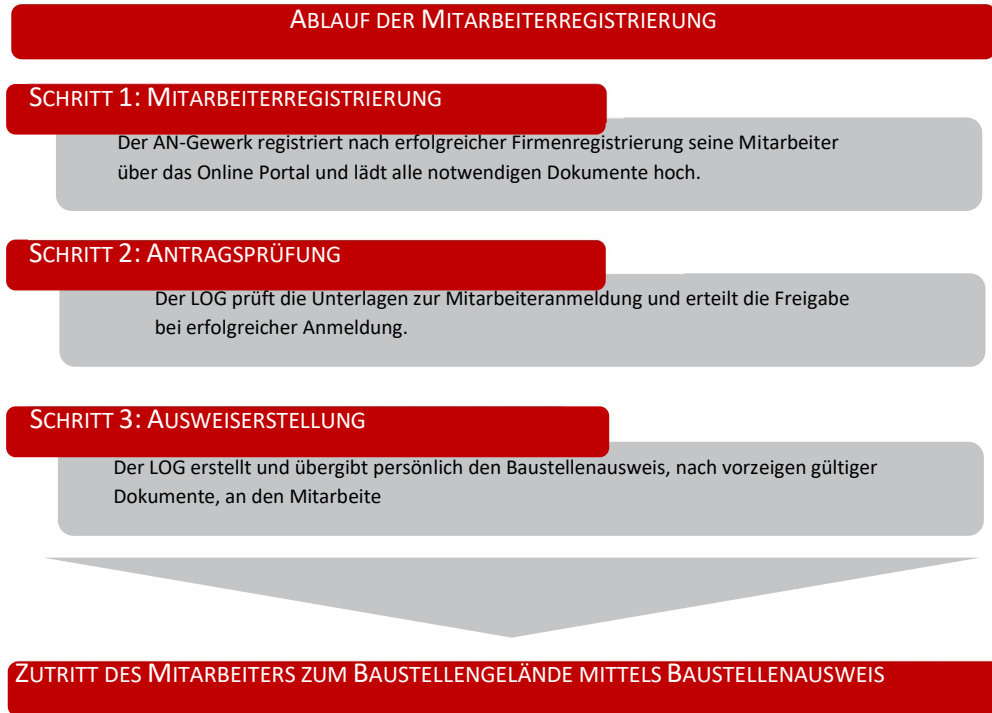 ABLAUF DER MITARBEITERREGISTRIERUNG
SCHRITT 1: MITARBEITERREGISTRIERUNG
Der AN-Gewerk registriert nach erfolgreicher Firmenregistrierung seine Mitarbeiter
über das Online Portal und lädt alle notwendigen Dokumente hoch.
SCHRITT 2: ANTRAGSPRÜFUNG
Der LOG prüft die Unterlagen zur Mitarbeiteranmeldung und erteilt die Freigabe
bei erfolgreicher Anmeldung.
SCHRITT 3: AUSWEISERSTELLUNG
Der LOG erstellt und übergibt persönlich den Baustellenausweis, nach vorzeigen gültiger
Dokumente, an den Mitarbeite
ZUTRITT DES MITARBEITERS ZUM BAUSTELLENGELÄNDE MITTELS BAUSTELLENAUSWEIS